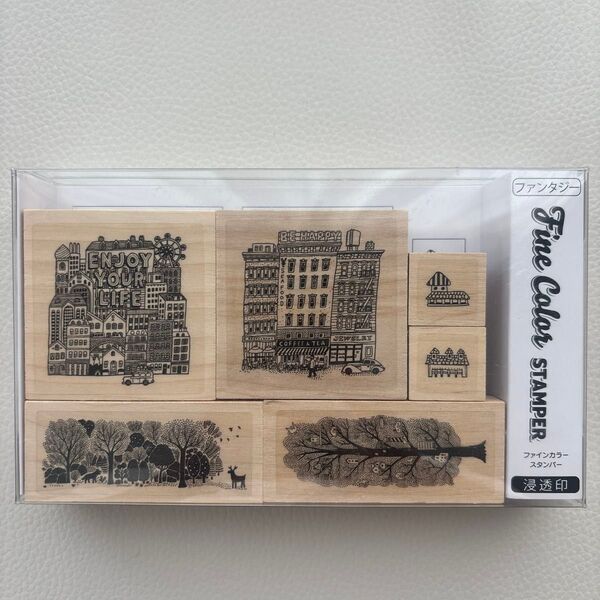 ファンタジー
Fine Color
STAMPER
ファインカラー
スタンパー
浸透印
ENJOY
YOUR
LIFE
BE HAPPY
SEAFOOD
COFFEE & TEA
JEWELRY